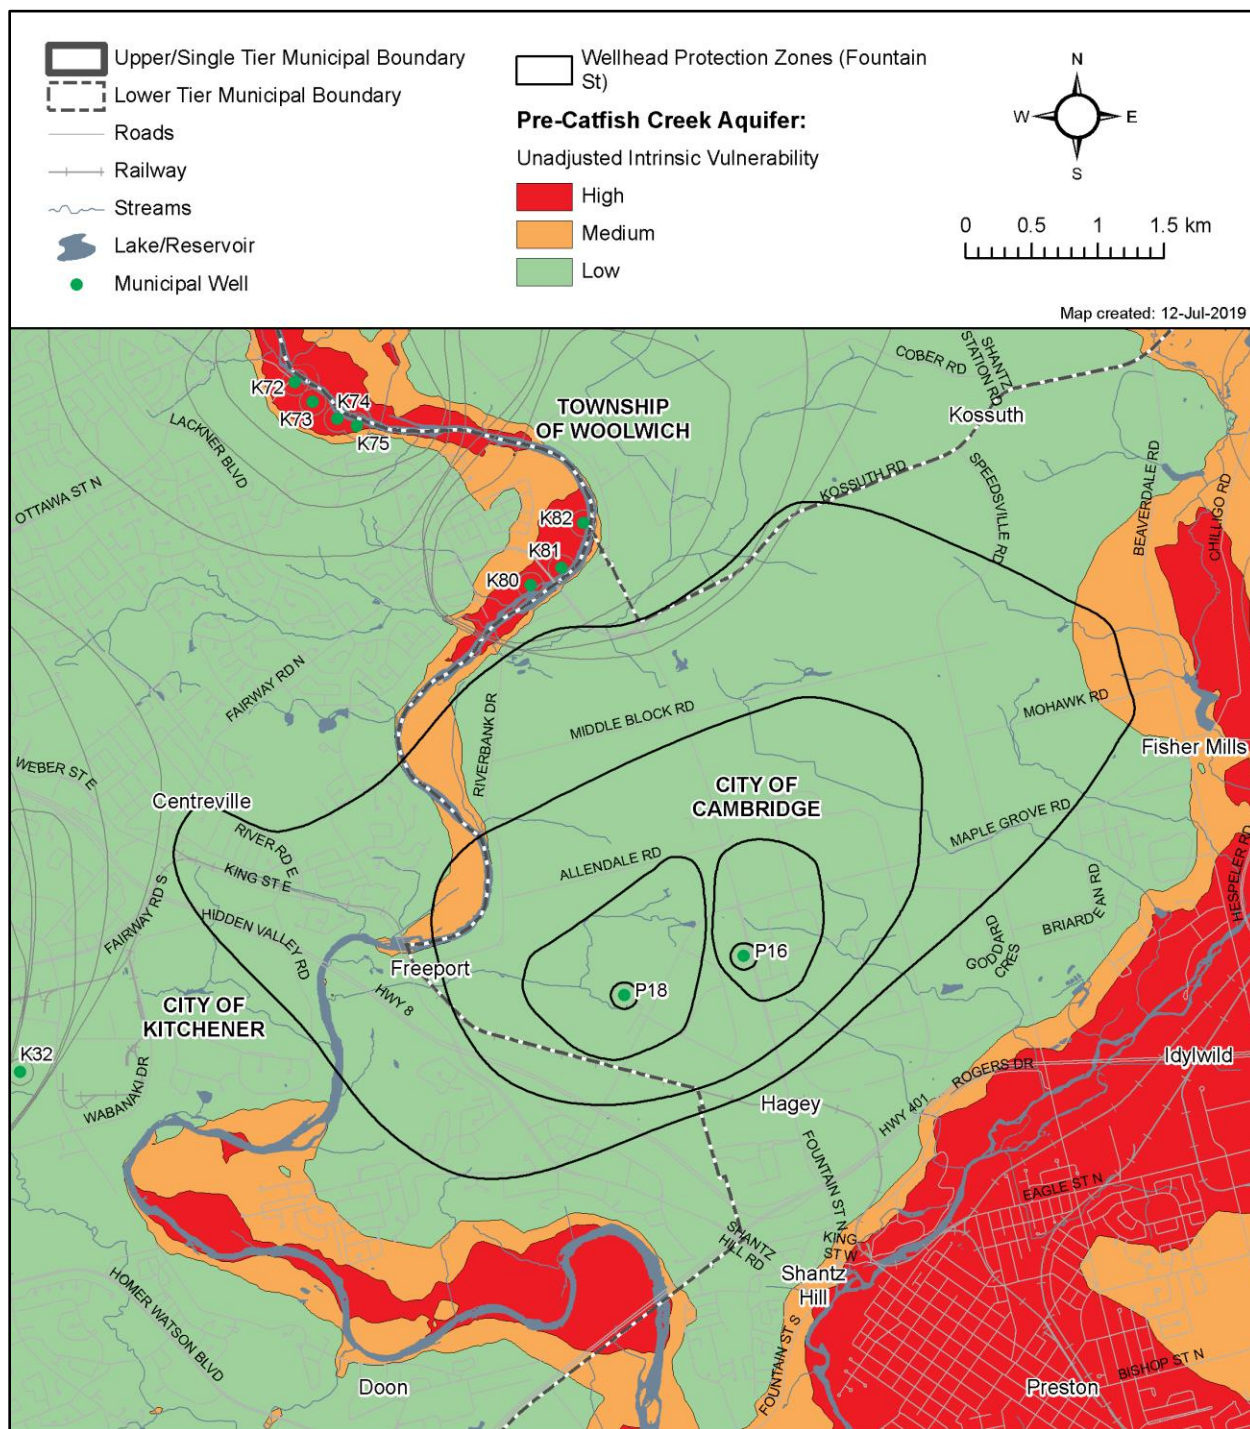 Upper/Single Tier Municipal Boundary
Lower Tier Municipal Boundary
Roads
Railway
Streams
Lake/Reservoir
Municipal Well
Wellhead Protection Zones (Fountain
St)
Pre-Catfish Creek Aquifer:
Unadjusted Intrinsic Vulnerability
High
Medium
Low
N
W E
S
0 0.5 1 1.5 km
Map created: 12-Jul-2019
COBER RD
SHANTZ
STATION RD
Kossuth
K72
K73
K74
K75
TOWNSHIP
OF WOOLWICH
LACKNER BLVD
OTTAWA ST N
KOSSUTH RD
SPEEDSVILLE RD
BEAVERDALE RD
CHILLIGO RD
K82
K81
K80
FAIRWAY RD N
RIVERBANK DR
MIDDLE BLOCK RD
MOHAWK RD
Fisher Mills
WEBER ST E
Centreville
CITY OF
CAMBRIDGE
RIVER RD E
KING ST E
ALLENDALE RD
MAPLE GROVE RD
HESPELER RD
FAIRWAY RD S
HIDDEN VALLEY RD
BRIARDEAN RD
GODDARD
CRES
Freeport
P16
P18
HWY 8
CITY OF
KITCHENER
K32
WABANAKI DR
Idylwild
ROGERS DR
Hagey
HWY 401
FOUNTAIN ST N
EAGLE ST N
SHANTZ
HILL RD
KING
ST W
Shantz
Hill
HOMER WATSON BLVD
FOUNTAIN ST S
BISHOP ST N
Doon
Preston